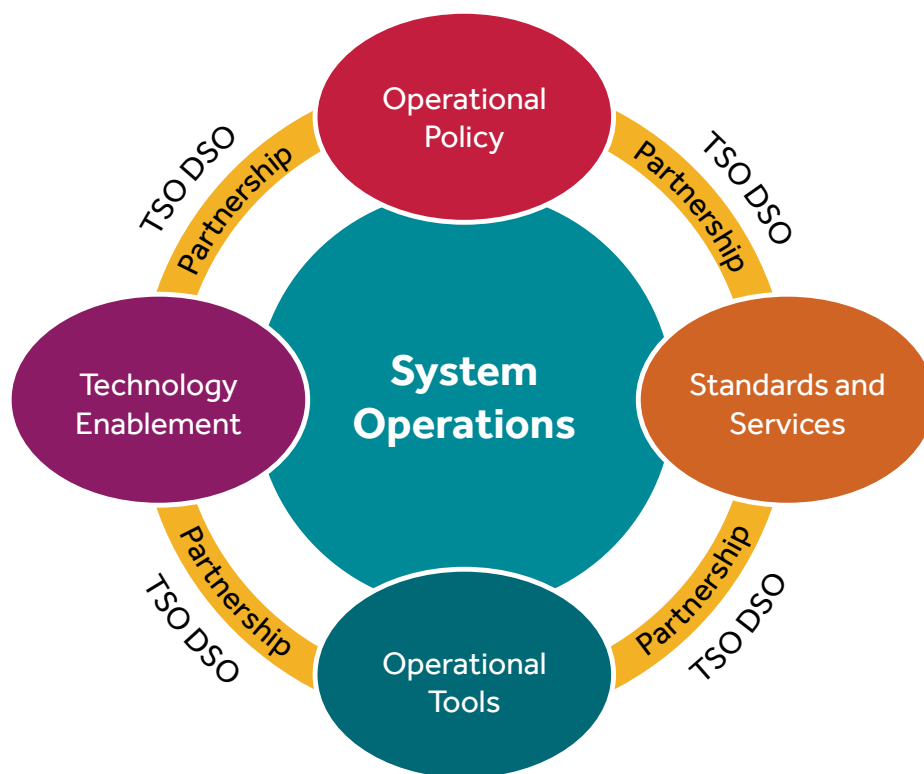 Operational
Policy
TSO DSO
Partnership
Partnership
TSO DSO
Technology
Enablement
System
Operations
Standards and
Services
Partnership
TSO DSO
Partnership
TSO DSO
Operational
Tools